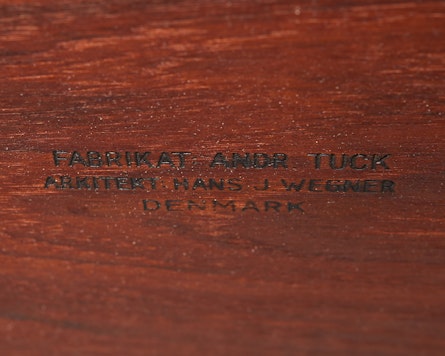 FABRIKAT: ANDR. TUCK
ARKITEKT: HANS J. WEGNER
DENMARK